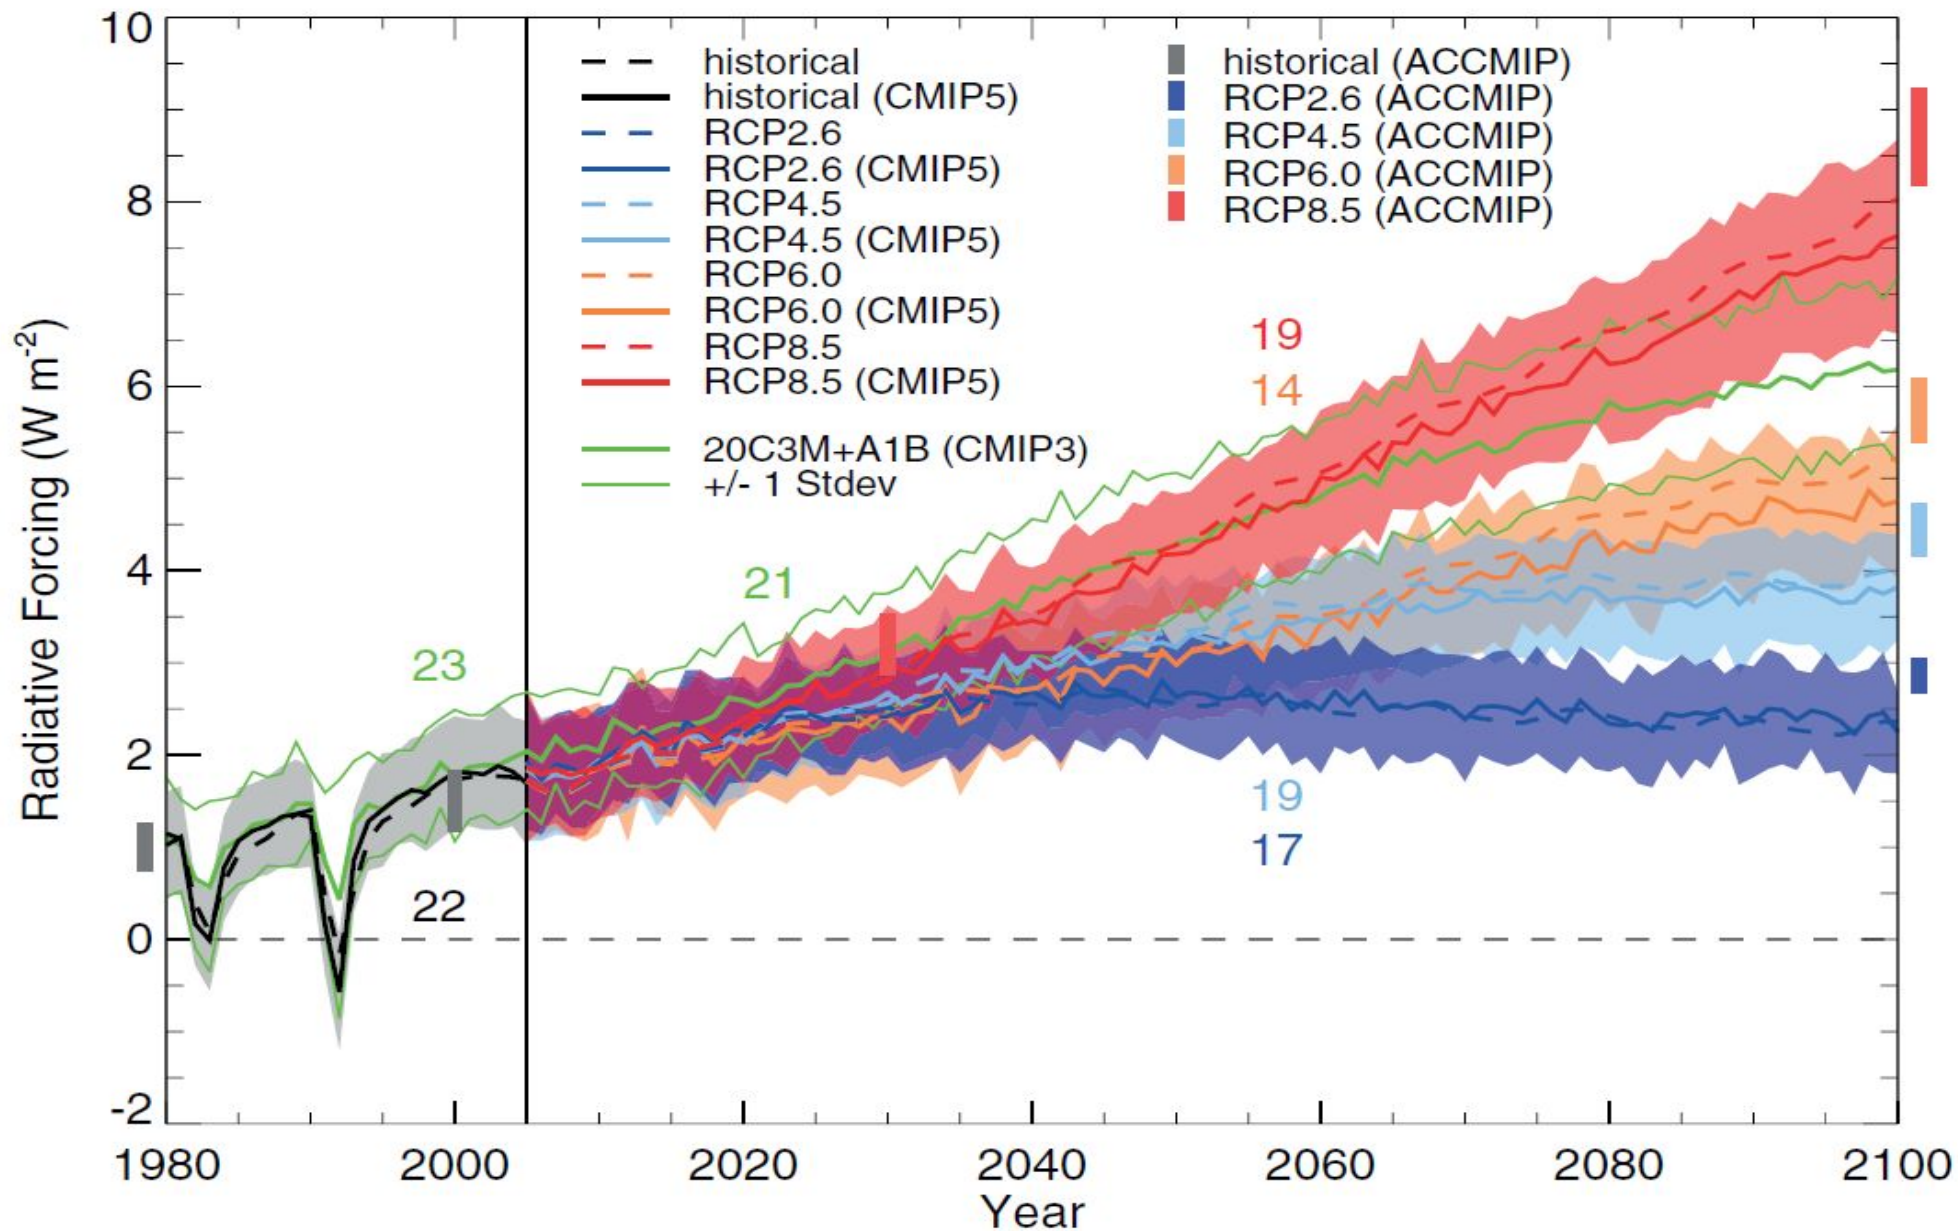 10
8
6
4
2
0
-2
Radiative Forcing (W m-2)
historical
historical (CMIP5)
RCP2.6
RCP2.6 (CMIP5)
RCP4.5
RCP4.5 (CMIP5)
RCP6.0
RCP6.0 (CMIP5)
RCP8.5
RCP8.5 (CMIP5)
20C3M+A1B (CMIP3)
+/- 1 Stdev
historical (ACCMIP)
RCP2.6 (ACCMIP)
RCP4.5 (ACCMIP)
RCP6.0 (ACCMIP)
RCP8.5 (ACCMIP)
19
14
21
23
19
17
22
1980 2000 2020 2040 2060 2080 2100
Year